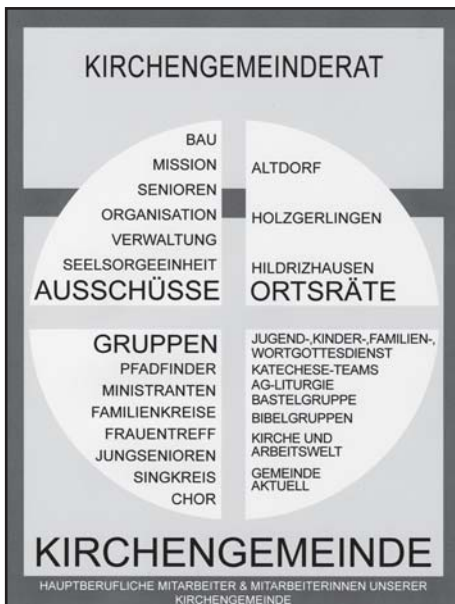 KIRCHENGEMEINDERAT
BAU
MISSION
SENIOREN
ORGANISATION
VERWALTUNG
SEELSORGEEINHEIT
AUSSCHÜSSE
ALTDORF
HOLZGERLINGEN
HILDRIZHAUSEN
ORTSRÄTE
GRUPPEN
PFADFINDER
MINISTRANTEN
FAMILIENKREISE
FRAUENTREFF
JUNGSENIOREN
SINGKREIS
CHOR
JUGEND-,KINDER-,FAMILIEN-,
WORTGOTTESDIENST
KATECHESE-TEAMS
AG-LITURGIE
BASTELGRUPPE
BIBELGRUPPEN
KIRCHE UND
ARBEITSWELT
GEMEINDE
AKTUELL
KIRCHENGEMEINDE
HAUPTBERUFLICHE MITARBEITER & MITARBEITERINNEN UNSERER
KIRCHENGEMEINDE